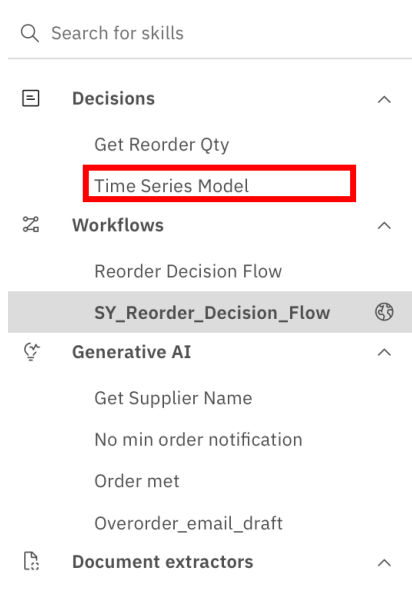 Search for skills
Decisions
Get Reorder Qty
Time Series Model
Workflows
Reorder Decision Flow
SY_Reorder_Decision_Flow
Generative AI
Get Supplier Name
No min order notification
Order met
Overorder_email_draft
Document extractors